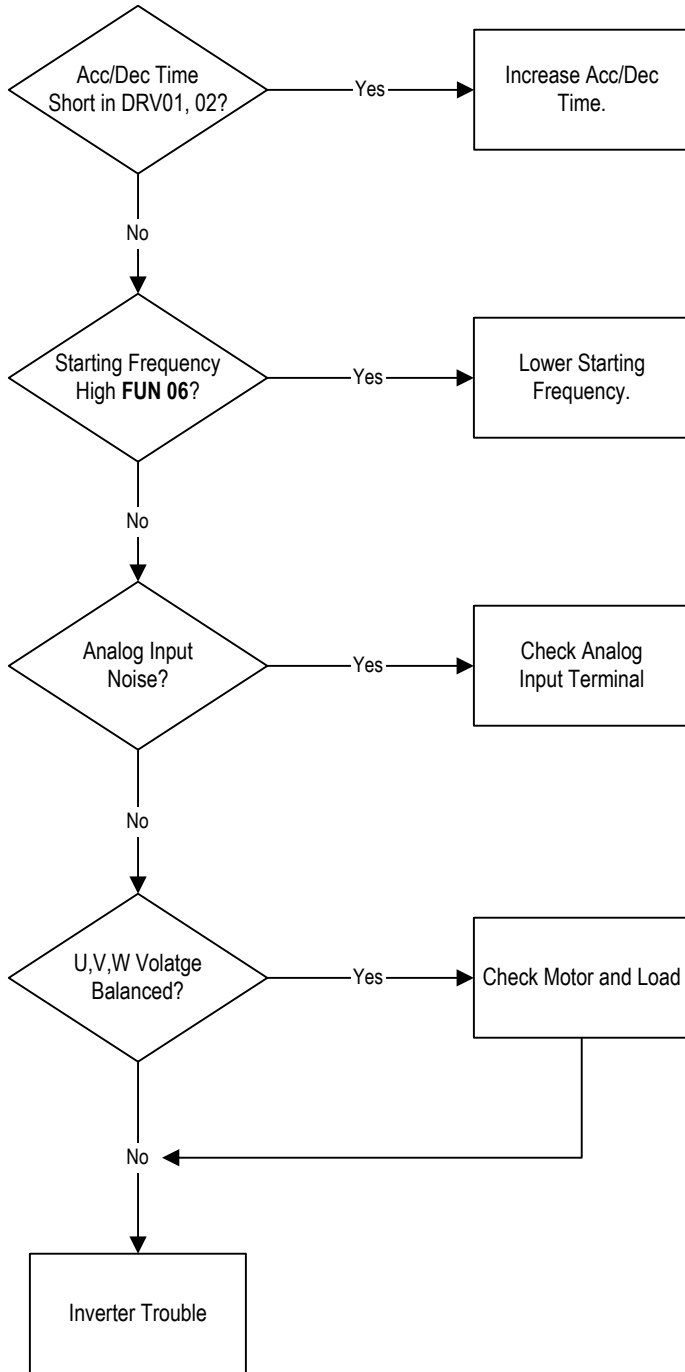 Acc/Dec Time
Short in DRV01, 02?
Yes
Increase Acc/Dec
Time.
No
Starting Frequency
High FUN 06?
Yes
Lower Starting
Frequency.
No
Analog Input
Noise?
Yes
Check Analog
Input Terminal
No
U,V,W Volatge
Balanced?
Yes
Check Motor and Load
No
Inverter Trouble